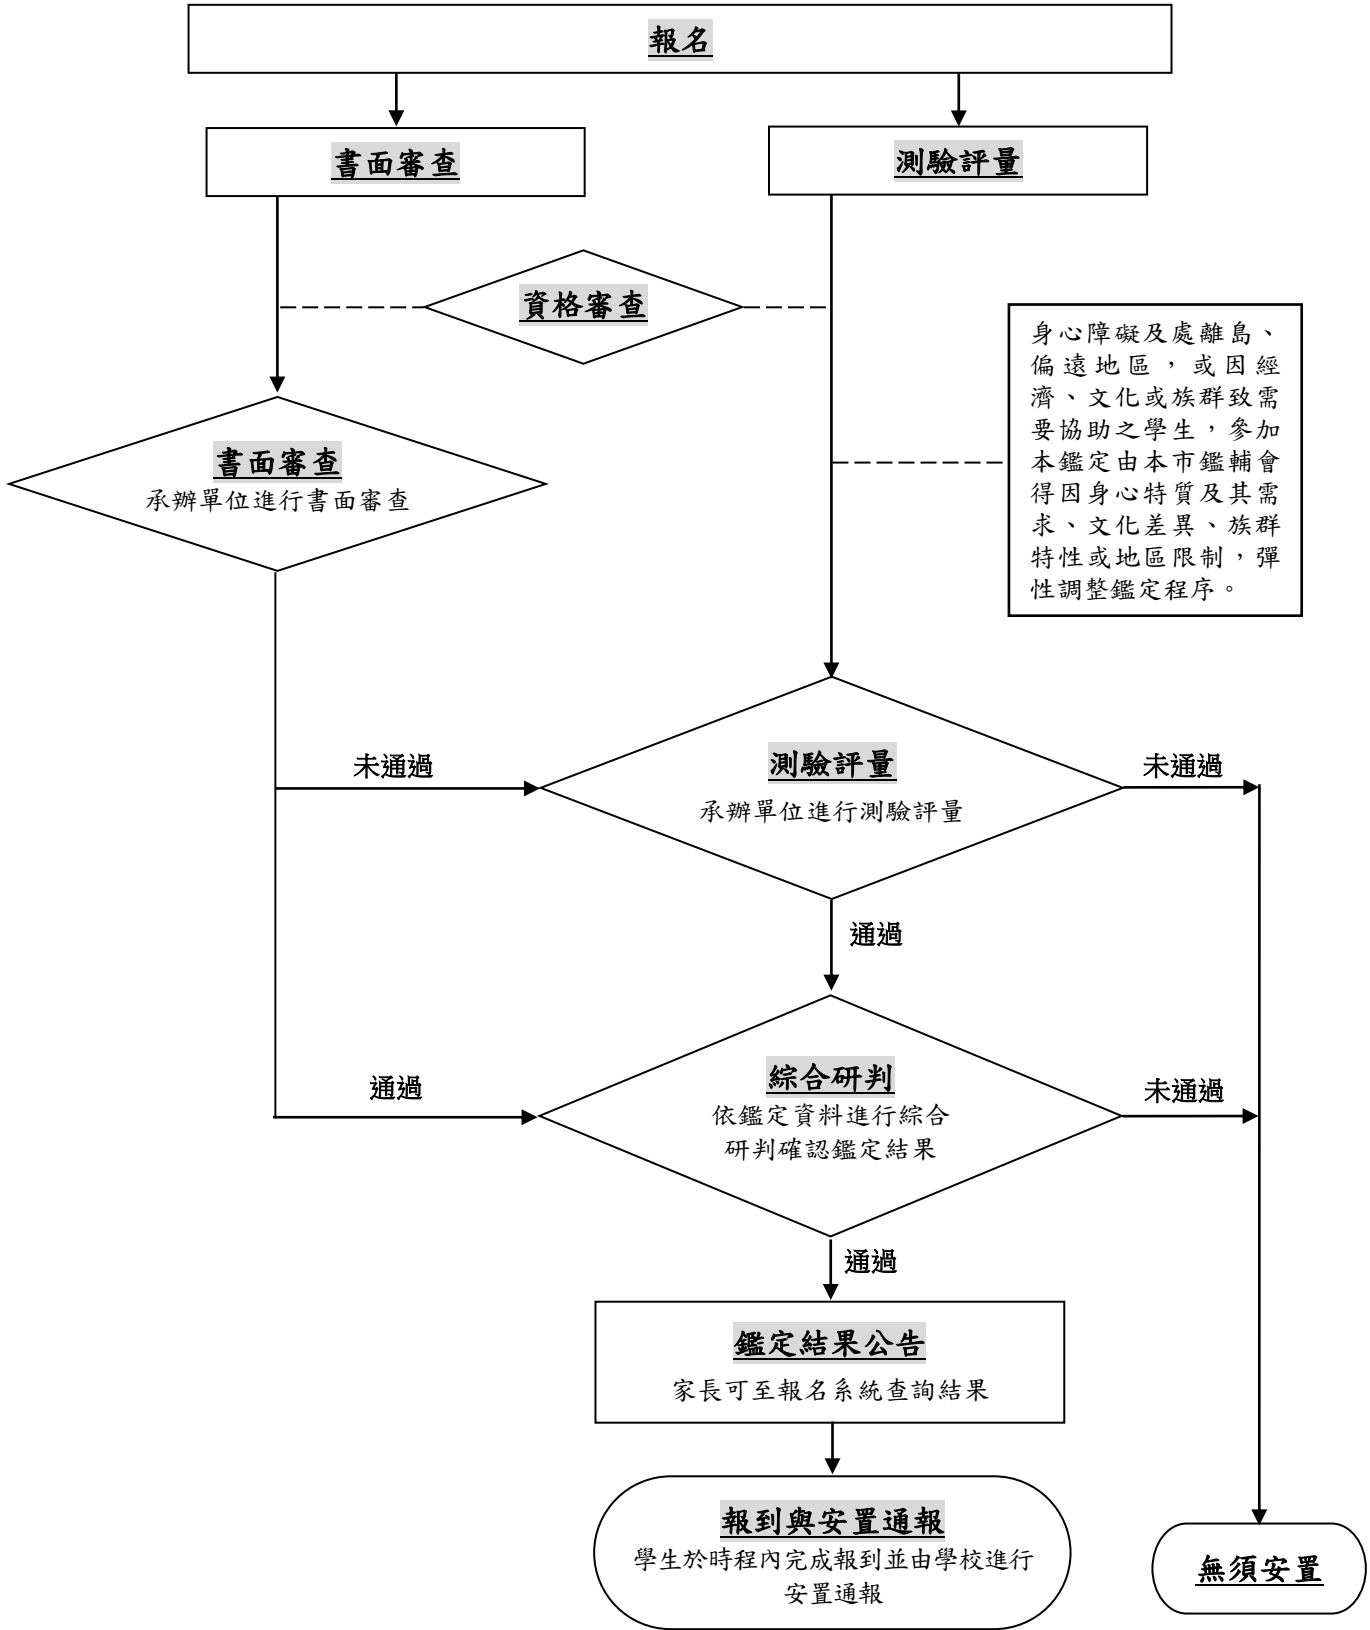 報名
書面審查
測驗評量
資格審查
身心障礙及處離島、
偏遠地區，或因經
濟、文化或族群致需
要協助之學生，參加
本鑑定由本市鑑輔會
得因身心特質及其需
求、文化差異、族群
特性或地區限制，彈
性調整鑑定程序。
書面審查
承辦單位進行書面審查
未通過
測驗評量
承辦單位進行測驗評量
未通過
通過
通過
綜合研判
依鑑定資料進行綜合
研判確認鑑定結果
未通過
通過
鑑定結果公告
家長可至報名系統查詢結果
報到與安置通報
學生於時程內完成報到並由學校進行
安置通報
無須安置